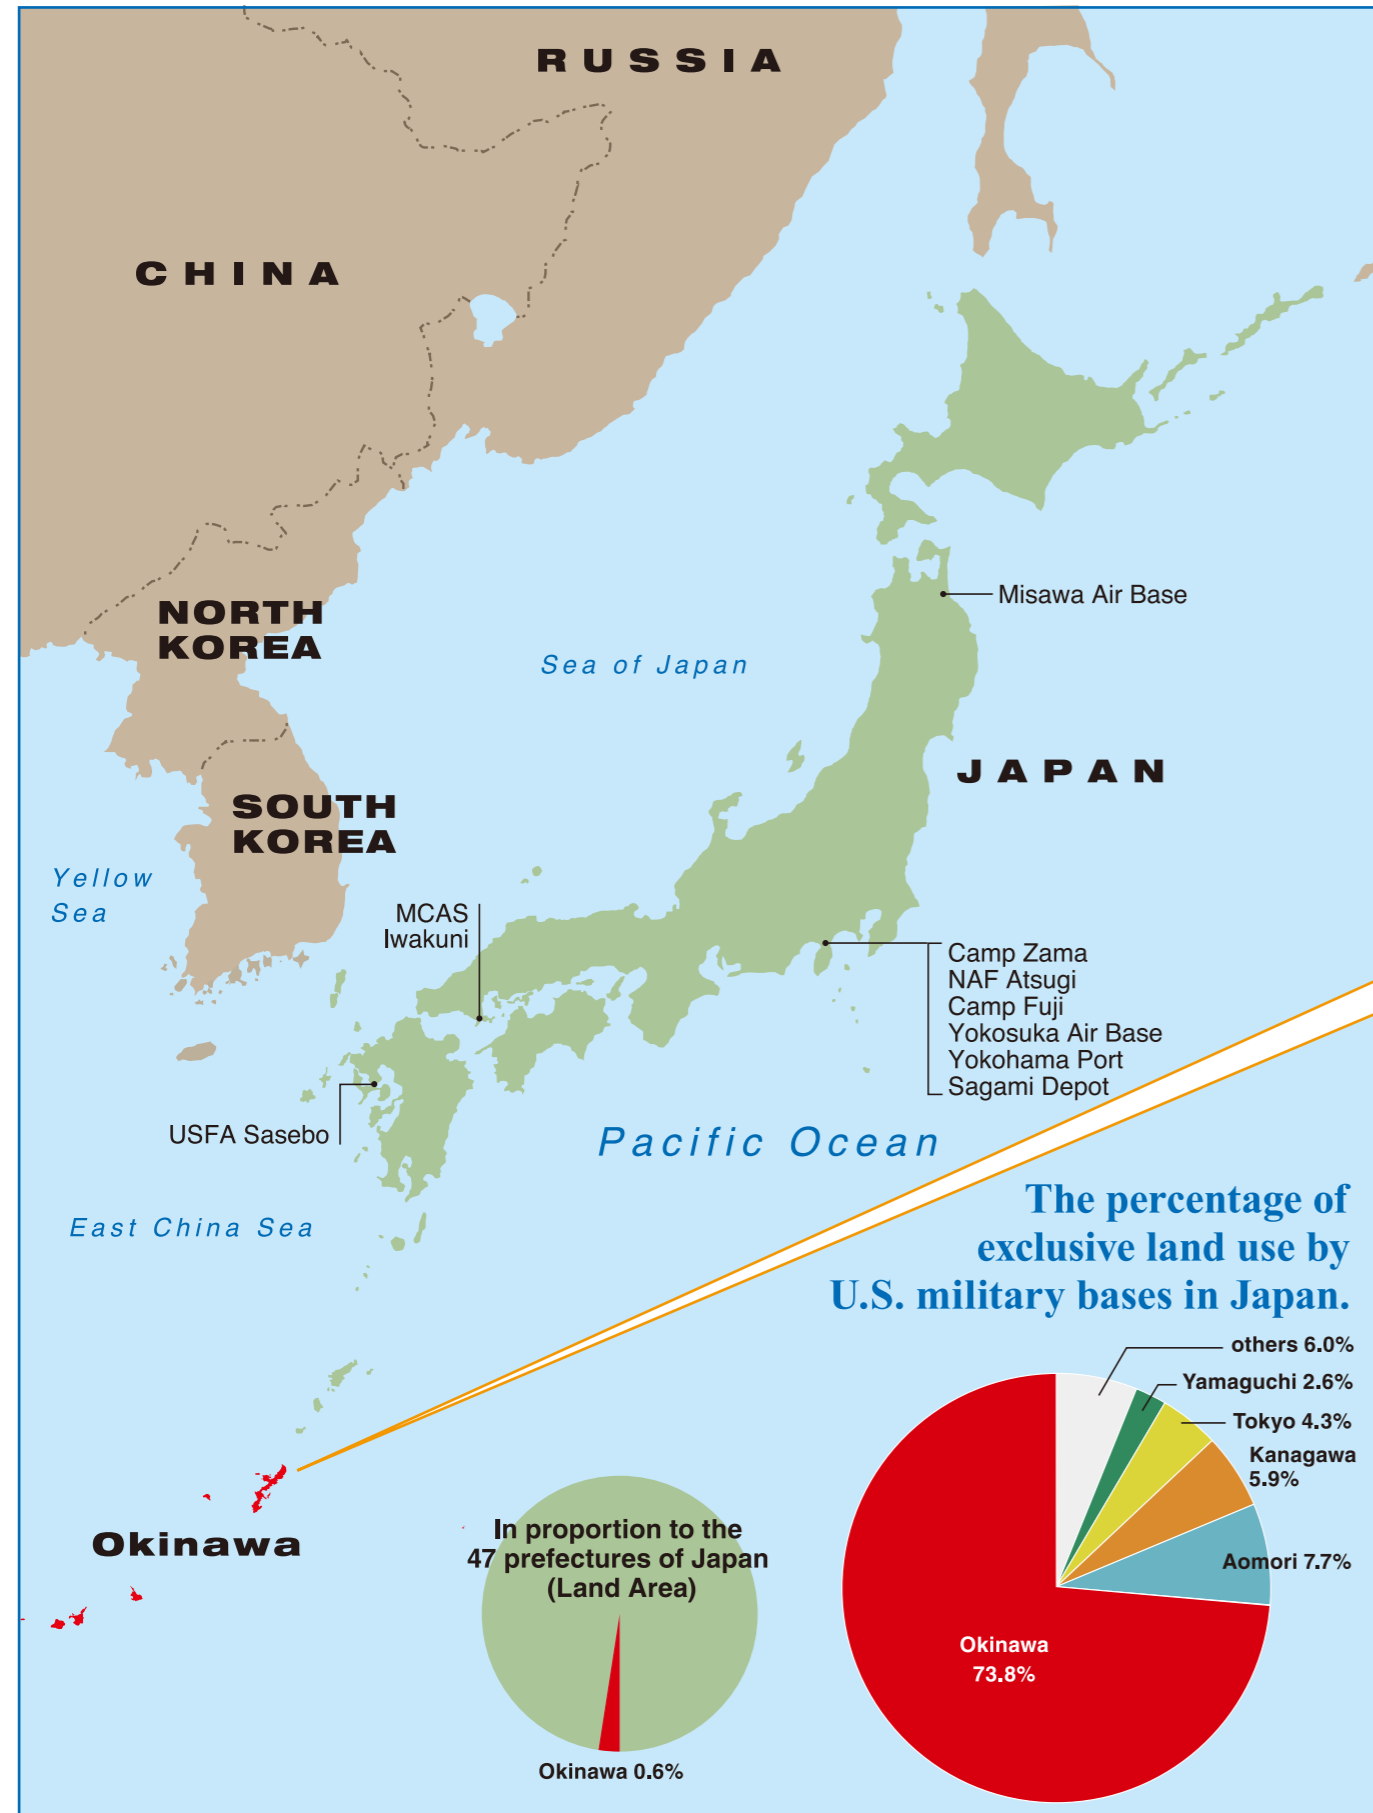 RUSSIA
CHINA
NORTH
KOREA
Sea of Japan
Misawa Air Base
JAPAN
SOUTH
KOREA
Yellow
Sea
MCAS
Iwakuni
Camp Zama
NAF Atsugi
Camp Fuji
Yokosuka Air Base
Yokohama Port
Sagami Depot
USFA Sasebo
Pacific Ocean
East China Sea
The percentage of
exclusive land use by
U.S. military bases in Japan.
others 6.0%
Yamaguchi 2.6%
Tokyo 4.3%
Kanagawa
5.9%
Aomori 7.7%
Okinawa
73.8%
Okinawa
In proportion to the
47 prefectures of Japan
(Land Area)
Okinawa 0.6%